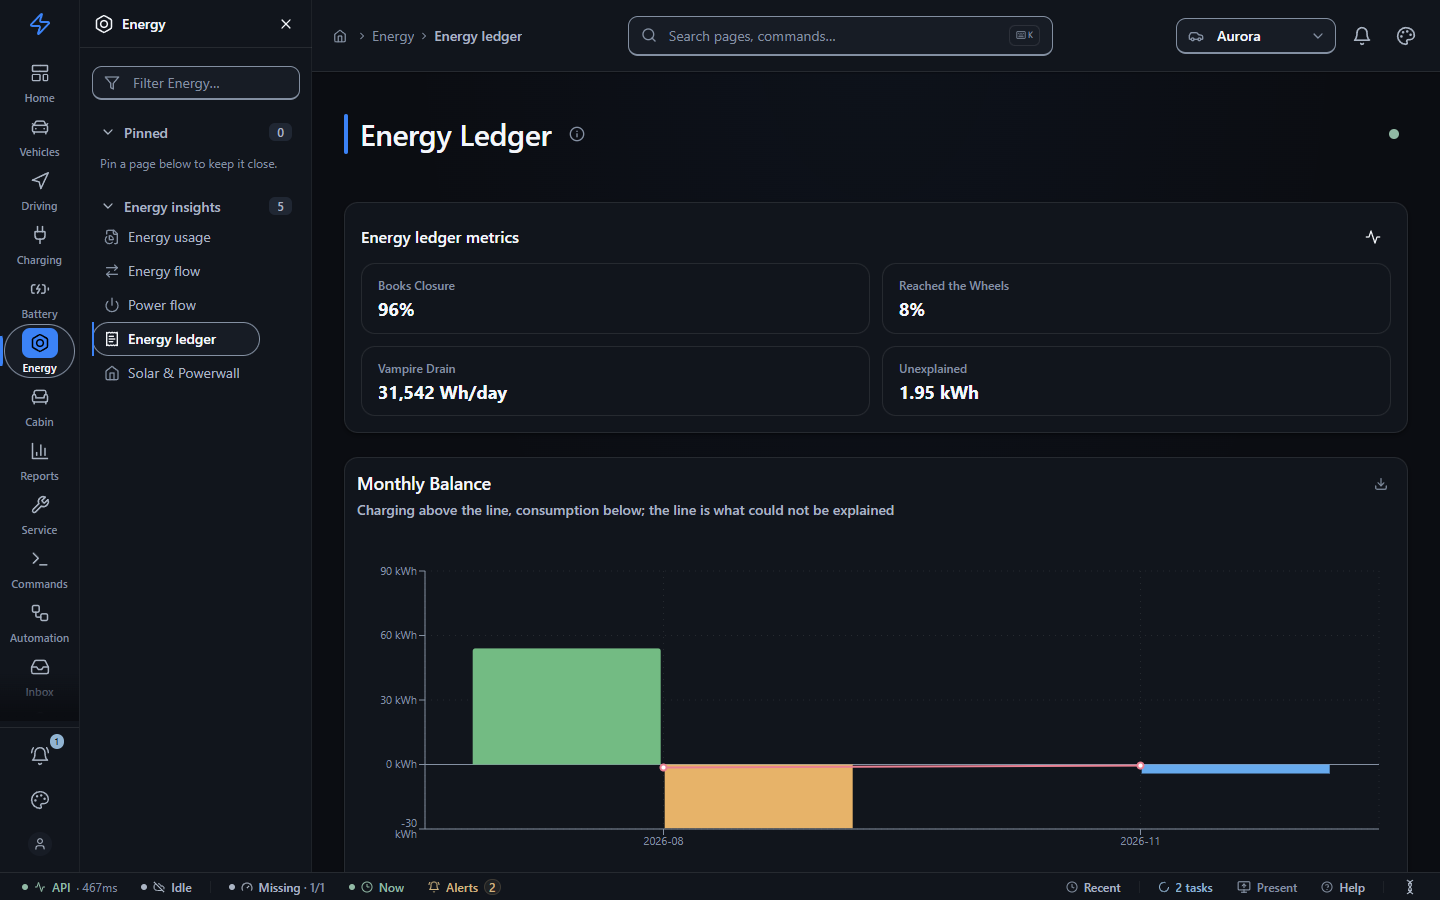 Energy
Energy
Energy ledger
Search pages, commands...
K
Aurora
Home
Vehicles
Driving
Charging
Battery
Energy
Cabin
Reports
Service
Commands
Automation
Inbox
1
Filter Energy...
Pinned
0
Pin a page below to keep it close.
Energy insights
5
Energy usage
Energy flow
Power flow
Energy ledger
Solar & Powerwall
Energy Ledger
Energy ledger metrics
Books Closure
96%
Reached the Wheels
8%
Vampire Drain
31,542 Wh/day
Unexplained
1.95 kWh
Monthly Balance
Charging above the line, consumption below; the line is what could not be explained
90 kWh
60 kWh
30 kWh
0 kWh
-30
kWh
2026-08
2026-11
API · 467ms
Idle
Missing · 1/1
Now
Alerts 2
Recent
2 tasks
Present
Help